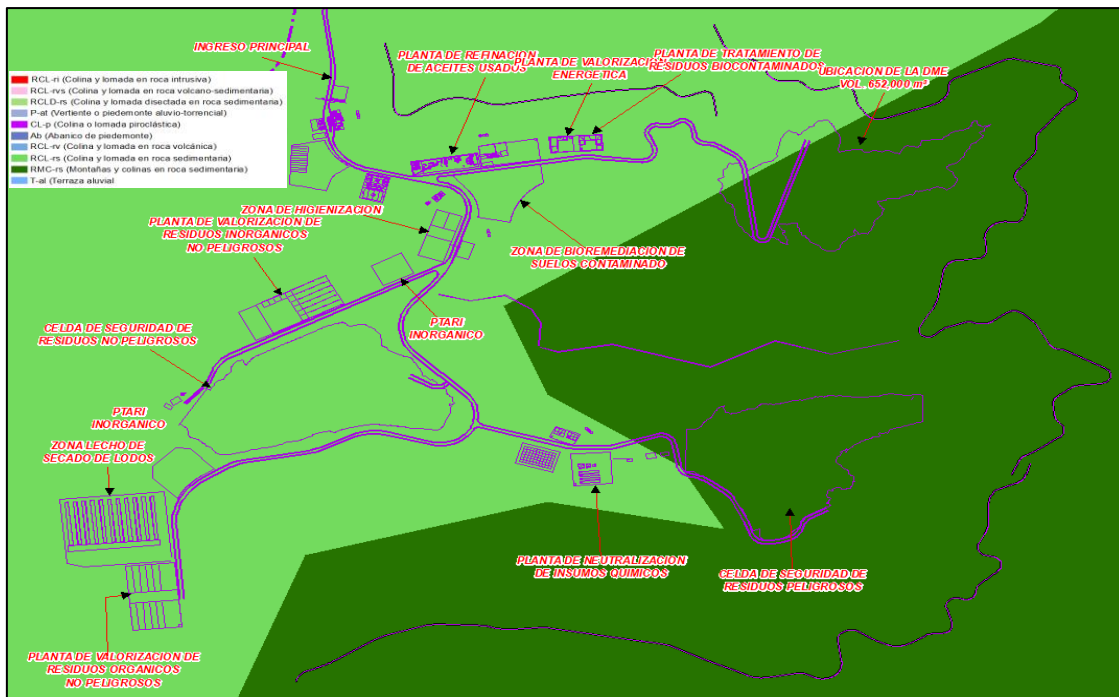 INGRESO PRINCIPAL
PLANTA DE REFINACION
DE ACEITES USADOS
PLANTA DE VALORIZACION
ENERGETICA
PLANTA DE TRATAMIENTO DE
RESIDUOS BIOCONTAMINADOS
UBICACION DE LA DME
VOL. 652,000 m³
RCL-ri (Colina y lomada en roca intrusiva)
RCL-rvs (Colina y lomada en roca volcano-sedimentaria)
RCLD-rs (Colina y lomada disectada en roca sedimentaria)
P-at (Vertiente o piedemonte aluvio-torrencial)
CL-p (Colina o lomada piroclástica)
Ab (Abanico de piedemonte)
RCL-rv (Colina y lomada en roca volcánica)
RCL-rs (Colina y lomada en roca sedimentaria)
RMC-rs (Montañas y colinas en roca sedimentaria)
T-al (Terraza aluvial
ZONA DE HIGIENIZACION
PLANTA DE VALORIZACION DE
RESIDUOS INORGANICOS
NO PELIGROSOS
ZONA DE BIOREMEDIACION DE
SUELOS CONTAMINADO
CELDA DE SEGURIDAD DE
RESIDUOS NO PELIGROSOS
PTARI
INORGANICO
PTARI
INORGANICO
ZONA LECHO DE
SECADO DE LODOS
PLANTA DE NEUTRALIZACION
DE INSUMOS QUIMICOS
CELDA DE SEGURIDAD DE
RESIDUOS PELIGROSOS
PLANTA DE VALORIZACION DE
RESIDUOS ORGANICOS
NO PELIGROSOS